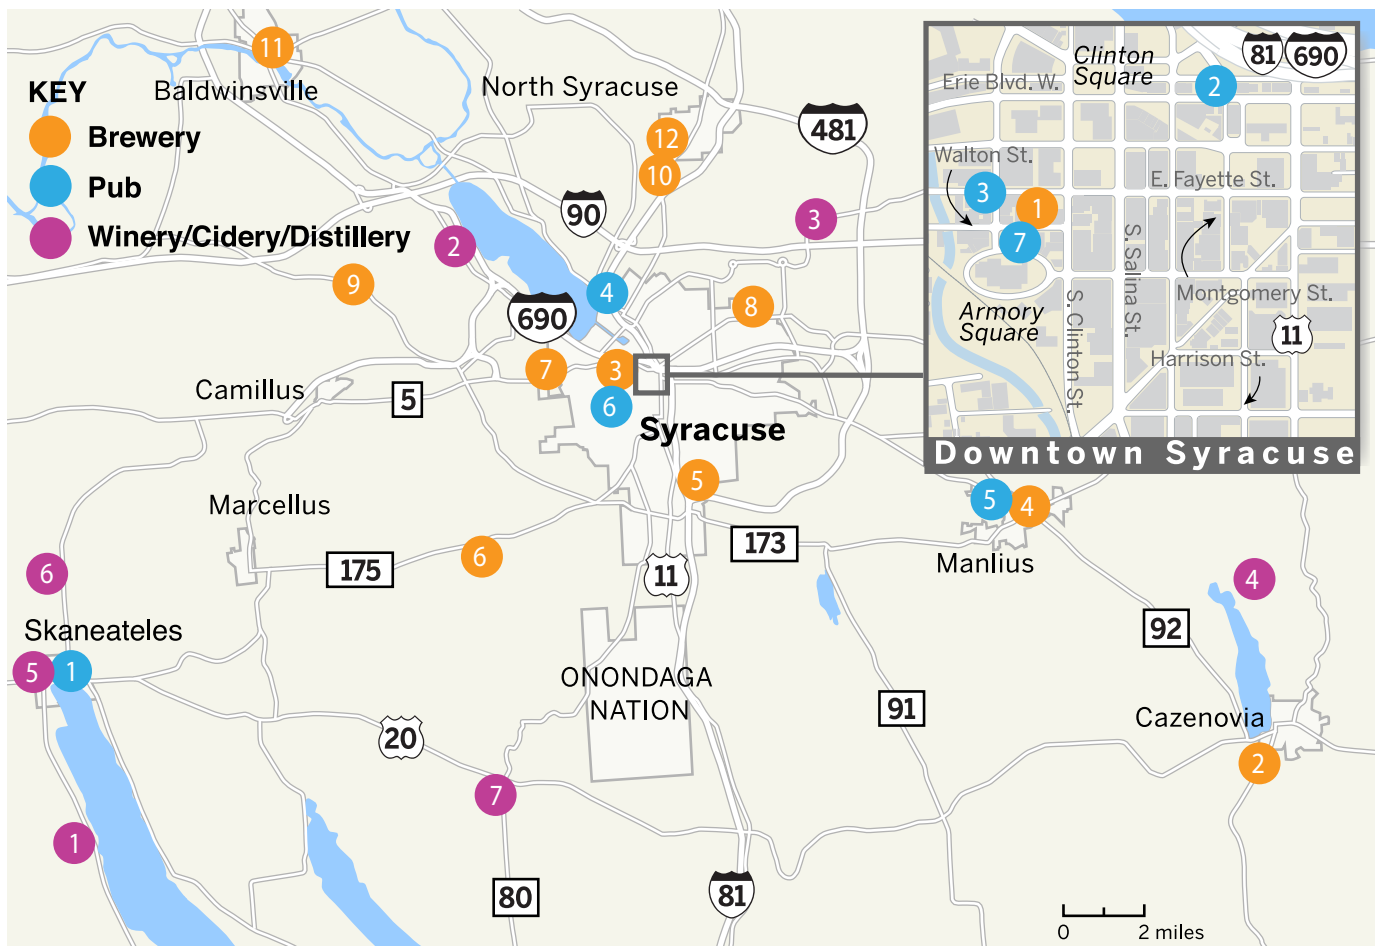 KEY
Brewery
Pub
Winery/Cidery/Distillery
11
Baldwinsville
North Syracuse
12
10
481
90
3
2
9
4
690
8
7
3
6
Camillus
5
Syracuse
5
Marcellus
6
175
173
11
5
4
Manlius
6
Skaneateles
5
1
4
92
ONONDAGA
NATION
91
Cazenovia
20
2
7
1
80
81
0
2 miles
Clinton
Square
81
690
2
Erie Blvd. W.
Walton St.
3
1
E. Fayette St.
7
S. Salina St.
Montgomery St.
Armory
Square
S. Clinton St.
11
Harrison St.
Downtown Syracuse